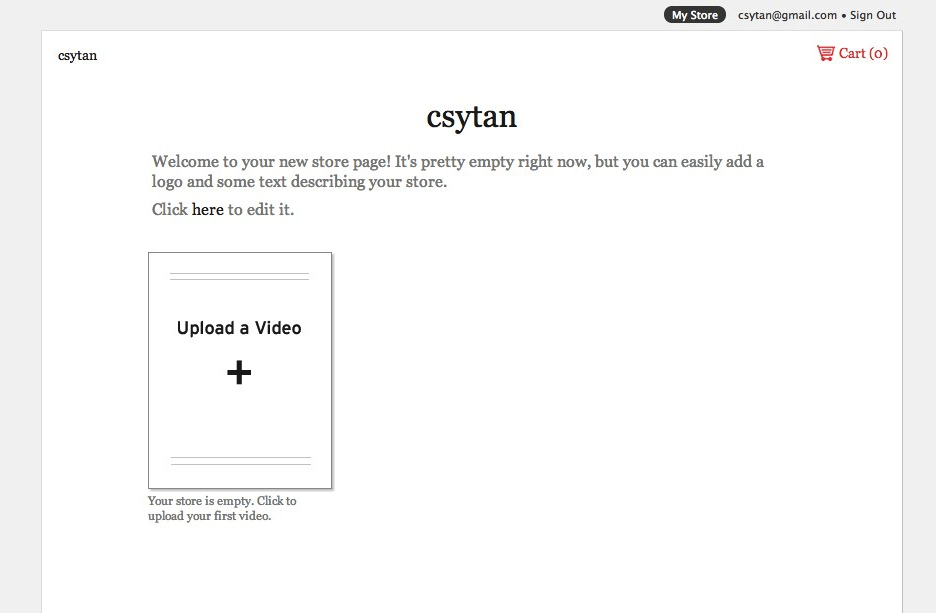 My Store csytan@gmail.com • Sign Out
csytan
Cart (0)
csytan
Welcome to your new store page! It's pretty empty right now, but you can easily add a
logo and some text describing your store.
Click here to edit it.
Upload a Video
+
Your store is empty. Click to
upload your first video.